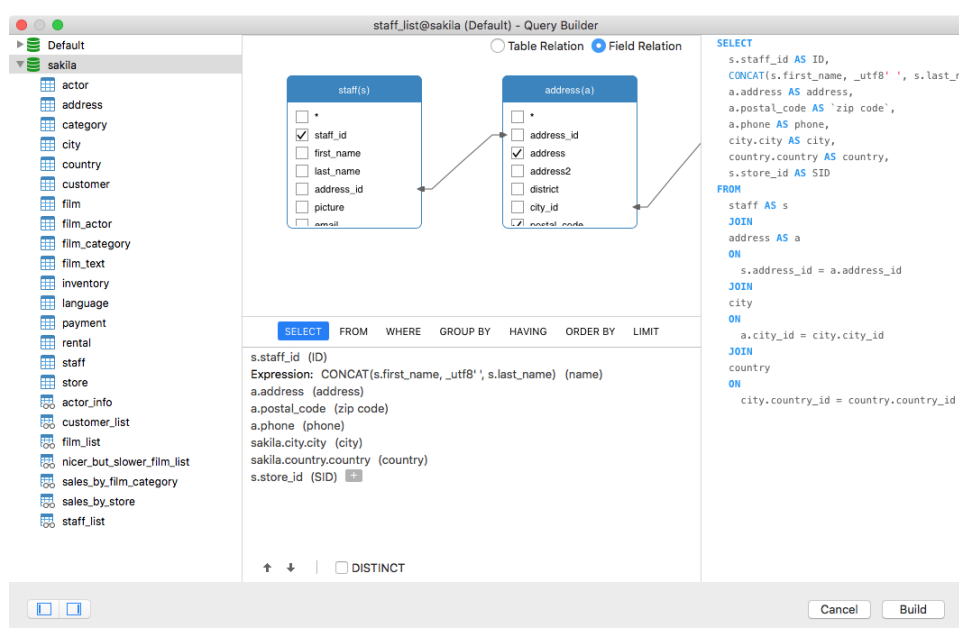 staff_list@sakila (Default) - Query Builder
Default
sakila
actor
address
category
city
country
customer
film
film_actor
film_category
film_text
inventory
language
payment
rental
staff
store
actor_info
customer_list
film_list
nicer_but_slower_film_list
sales_by_film_category
sales_by_store
staff_list
Table Relation Field Relation
staff(s)
*
staff_id
first_name
last_name
address_id
picture
email
address(a)
*
address_id
address
address2
district
city_id
postal_code
SELECT FROM WHERE GROUP BY HAVING ORDER BY LIMIT
s.staff_id (ID)
Expression: CONCAT(s.first_name, _utf8' ', s.last_name) (name)
a.address (address)
a.postal_code (zip code)
a.phone (phone)
sakila.city.city (city)
sakila.country.country (country)
s.store_id (SID) +
DISTINCT
SELECT
s.staff_id AS ID,
CONCAT(s.first_name, _utf8' ', s.last_
a.address AS address,
a.postal_code AS `zip code`,
a.phone AS phone,
city.city AS city,
country.country AS country,
s.store_id AS SID
FROM
staff AS s
JOIN
address AS a
ON
s.address_id = a.address_id
JOIN
city
ON
a.city_id = city.city_id
JOIN
country
ON
city.country_id = country.country_id
Cancel Build